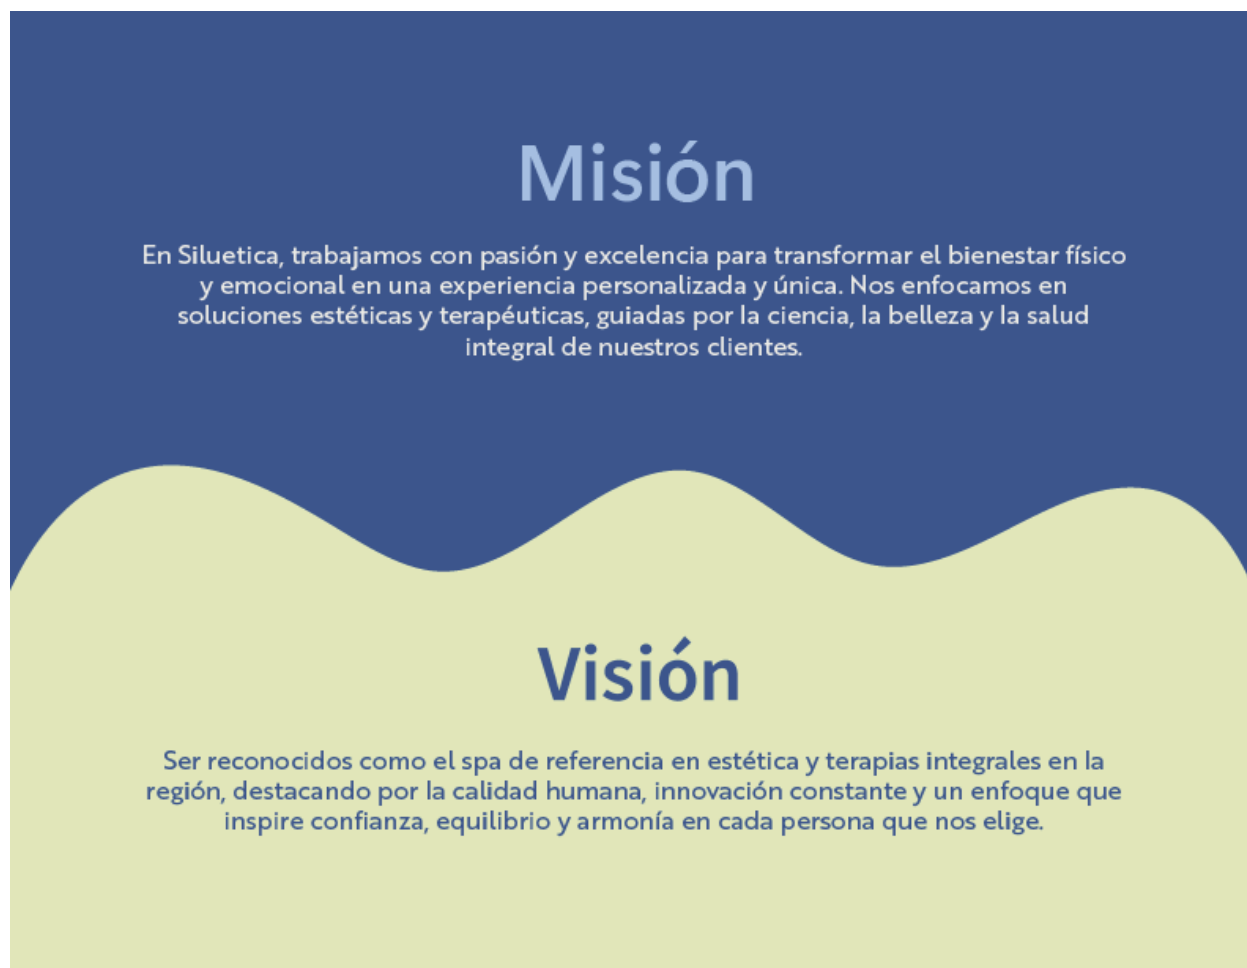 Misión
En Siluetica, trabajamos con pasión y excelencia para transformar el bienestar físico
y emocional en una experiencia personalizada y única. Nos enfocamos en
soluciones estéticas y terapéuticas, guiadas por la ciencia, la belleza y la salud
integral de nuestros clientes.
Visión
Ser reconocidos como el spa de referencia en estética y terapias integrales en la
región, destacando por la calidad humana, innovación constante y un enfoque que
inspire confianza, equilibrio y armonía en cada persona que nos elige.